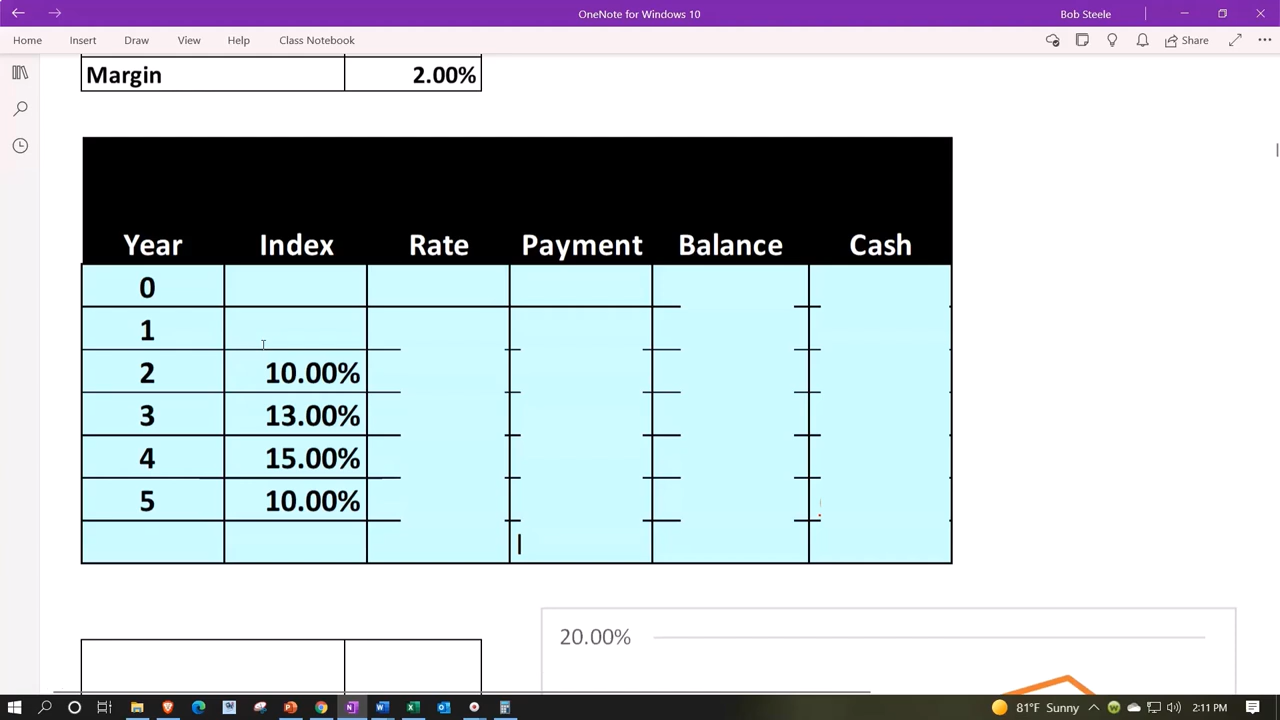 OneNote for Windows 10
Bob Steele
Home Insert Draw View Help Class Notebook
Share
Margin 2.00%
Year Index Rate Payment Balance Cash
0
1
2 10.00%
3 13.00%
4 15.00%
5 10.00%
20.00%
81°F Sunny
2:11 PM